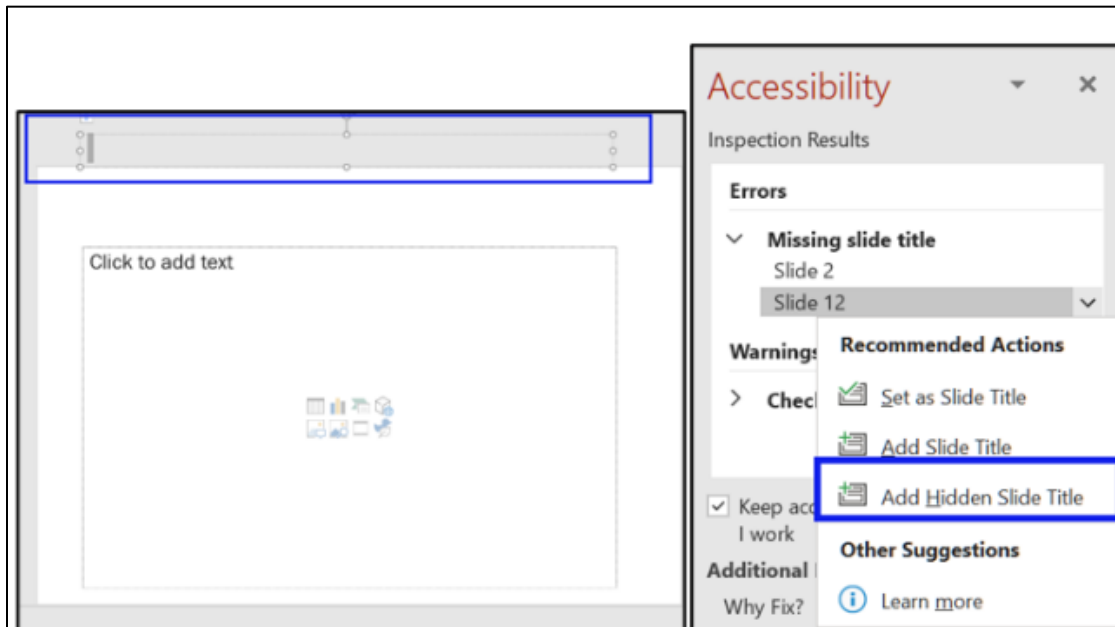 Click to add text
Accessibility
Inspection Results
Errors
Missing slide title
Slide 2
Slide 12
Recommended Actions
Set as Slide Title
Add Slide Title
Add Hidden Slide Title
Other Suggestions
Learn more
Warnings
Keep
I work
Additional
Why Fix?